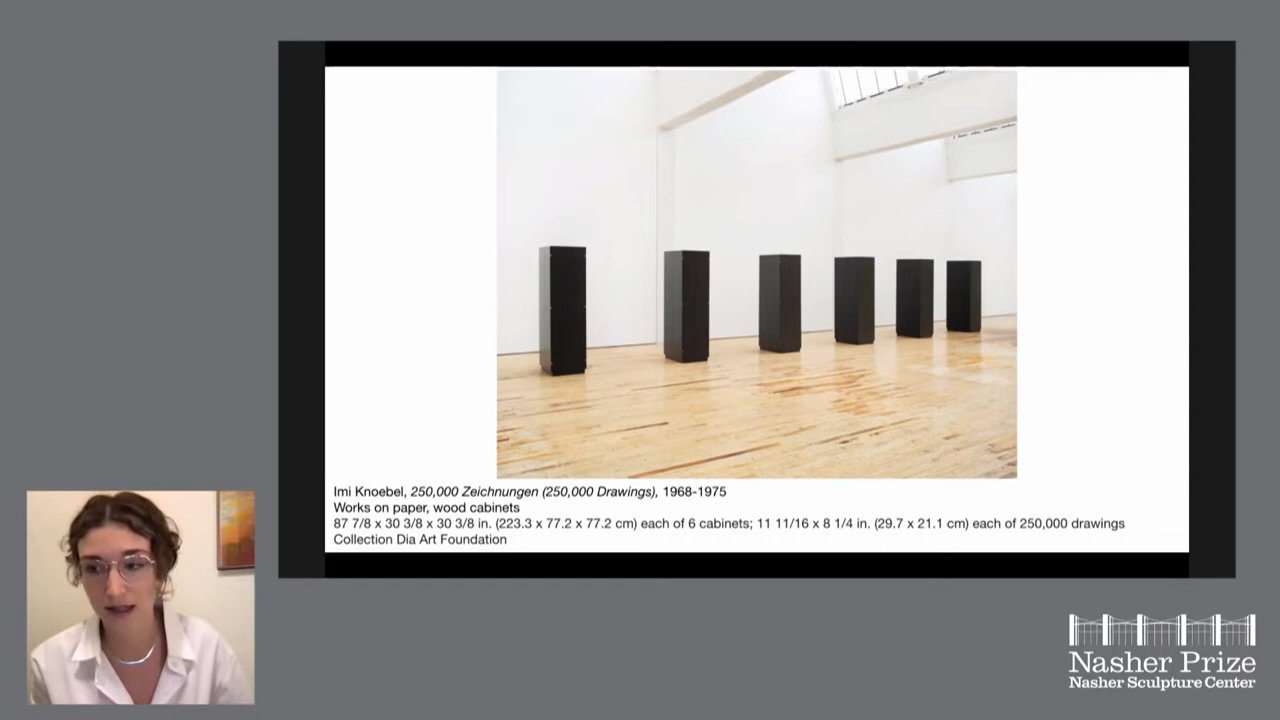 Imi Knoebel, 250,000 Zeichnungen (250,000 Drawings), 1968-1975
Works on paper, wood cabinets
87 7/8 x 30 3/8 x 30 3/8 in. (223.3 x 77.2 x 77.2 cm) each of 6 cabinets; 11 11/16 x 8 1/4 in. (29.7 x 21.1 cm) each of 250,000 drawings
Collection Dia Art Foundation
Nasher Prize
Nasher Sculpture Center